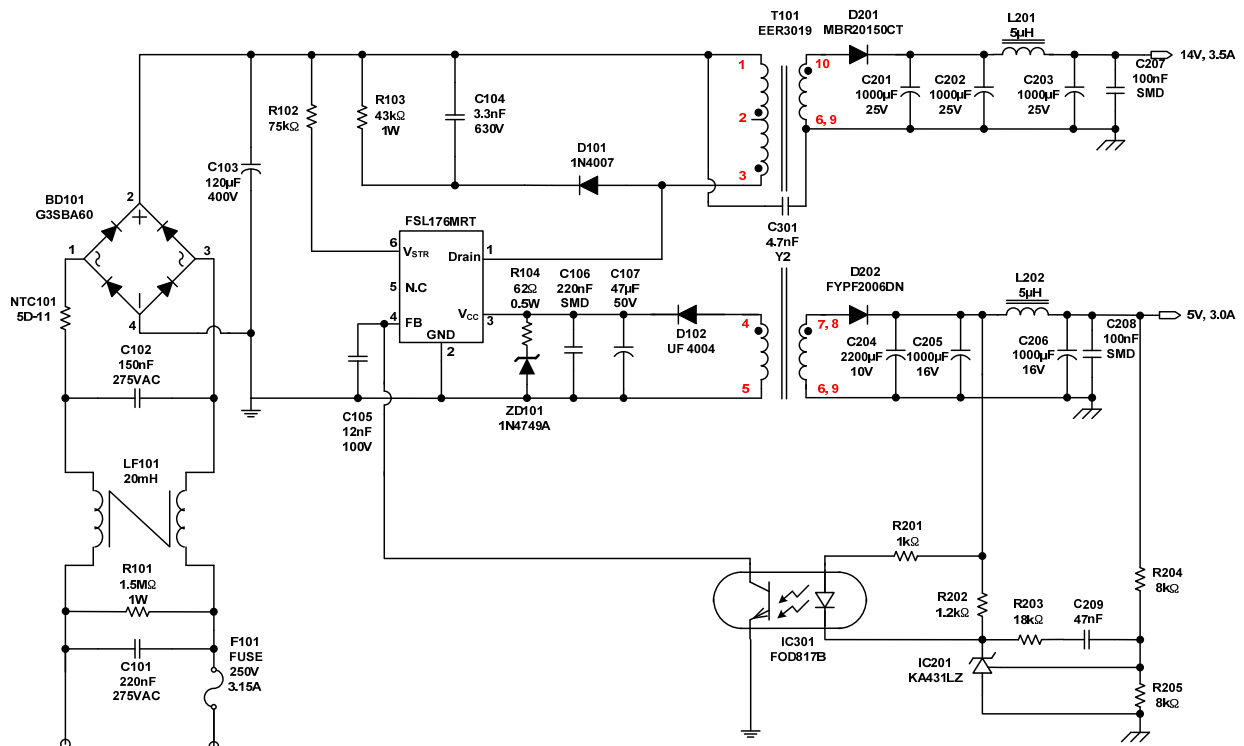 T101
EER3019
D201
MBR20150CT
L201
5µH
14V, 3.5A
C207
100nF
SMD
1
10
C201
1000µF
25V
C202
1000µF
25V
C203
1000µF
25V
R102
75kΩ
R103
43kΩ
1W
C104
3.3nF
630V
2
6, 9
D101
1N4007
3
C103
120µF
400V
BD101
G3SBA60
2
1
3
4
FSL176MRT
C301
4.7nF
Y2
6
VSTR
Drain
1
5
N.C
4
FB
VCC
3
GND
2
R104
62Ω
0.5W
C106
220nF
SMD
C107
47µF
50V
D102
UF 4004
D202
FYPF2006DN
L202
5µH
5V, 3.0A
C208
100nF
SMD
4
7, 8
C204
2200µF
10V
C205
1000µF
16V
C206
1000µF
16V
5
6, 9
NTC101
5D-11
C102
150nF
275VAC
C105
12nF
100V
ZD101
1N4749A
LF101
20mH
R101
1.5MΩ
1W
C101
220nF
275VAC
F101
FUSE
250V
3.15A
R201
1kΩ
R202
1.2kΩ
R203
18kΩ
C209
47nF
R204
8kΩ
IC301
FOD817B
IC201
KA431LZ
R205
8kΩ